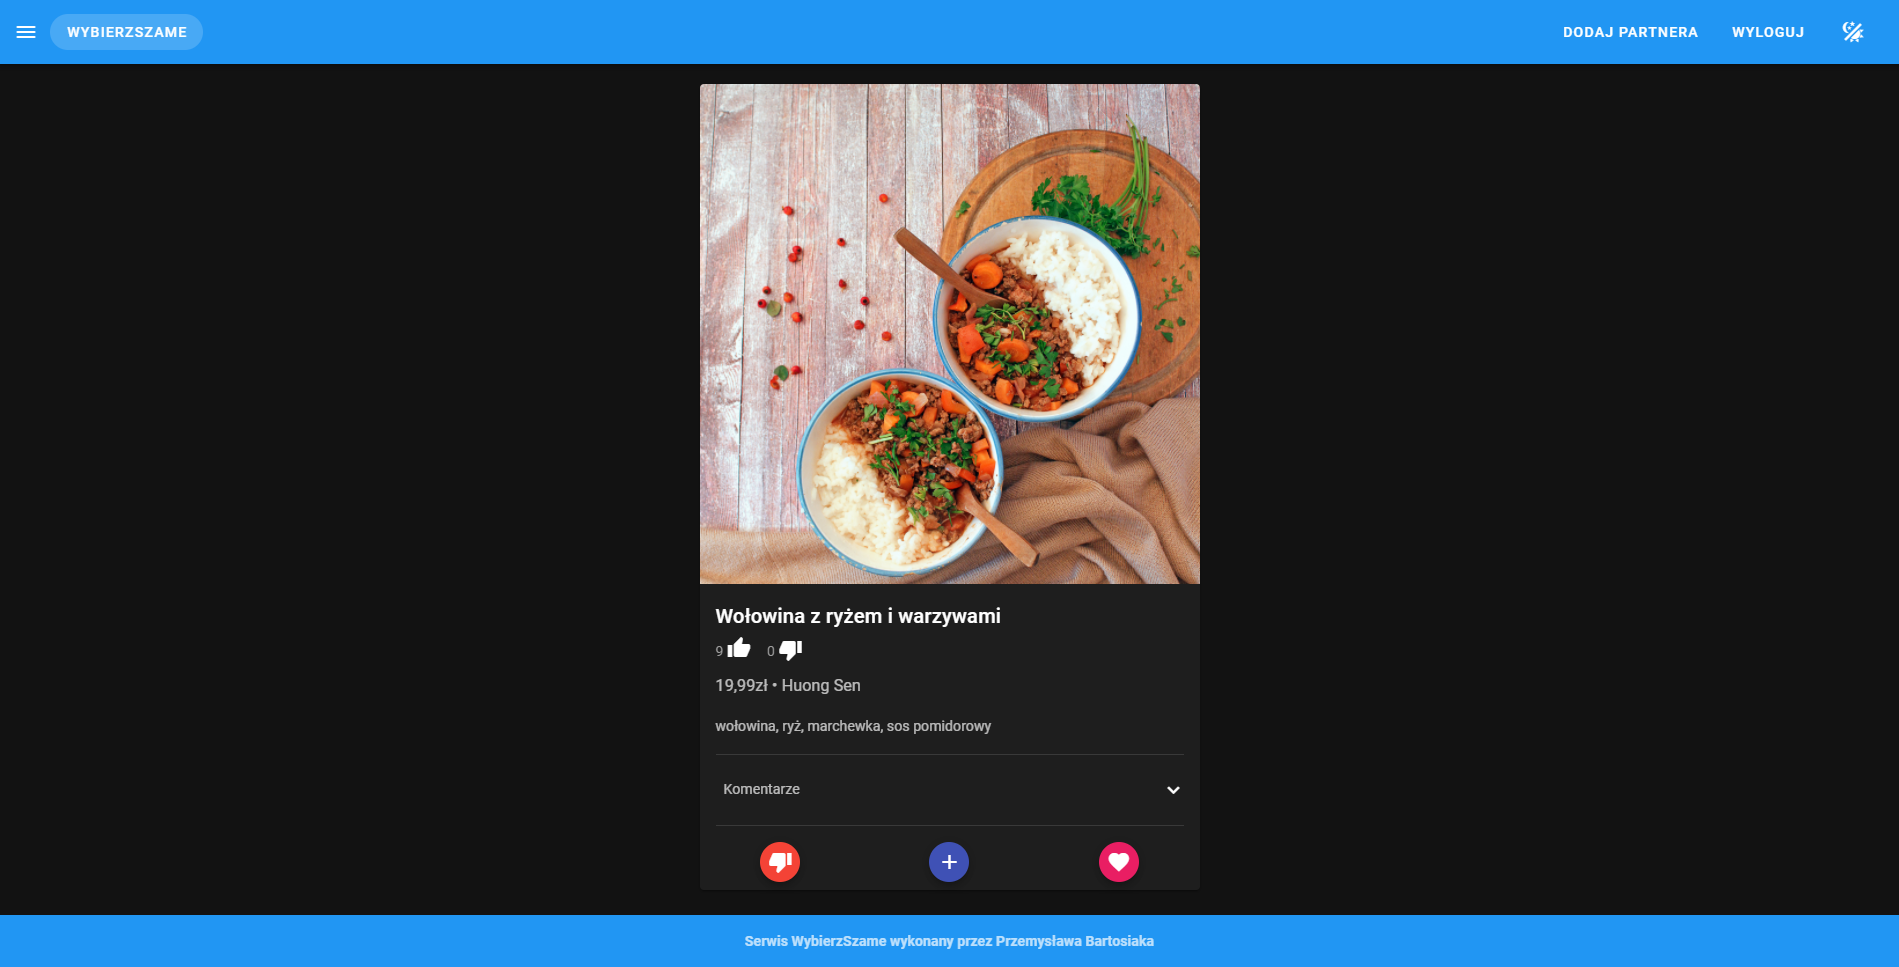 WYBIERZSZAME
DODAJ PARTNERA
WYLOGUJ
Wołowina z ryżem i warzywami
9 0
19,99zł • Huong Sen
wołowina, ryż, marchewka, sos pomidorowy
Komentarze
Serwis WybierzSzame wykonany przez Przemysława Bartosiaka